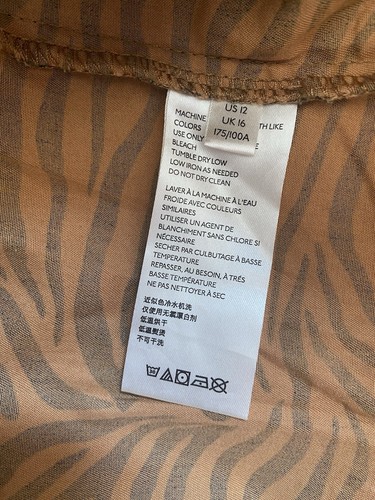 US 12
UK 16
175/100A
MACHINE TH LIKE
COLORS
USE ONLY E
BLEACH
TUMBLE DRY LOW
LOW IRON AS NEEDED
DO NOT DRY CLEAN
LAVER À LA MACHINE À L'EAU
FROIDE AVEC COULEURS
SIMILAIRES
UTILISER UN AGENT DE
BLANCHIMENT SANS CHLORE SI
NÉCESSAIRE
SECHER PAR CULBUTAGE À BASSE
TEMPERATURE
REPASSER, AU BESOIN, À TRÈS
BASSE TEMPÉRATURE
NE PAS NETTOYER À SEC
近似色冷水机洗
仅使用无氯漂白剂
低温烘干
低温熨烫
不可干洗